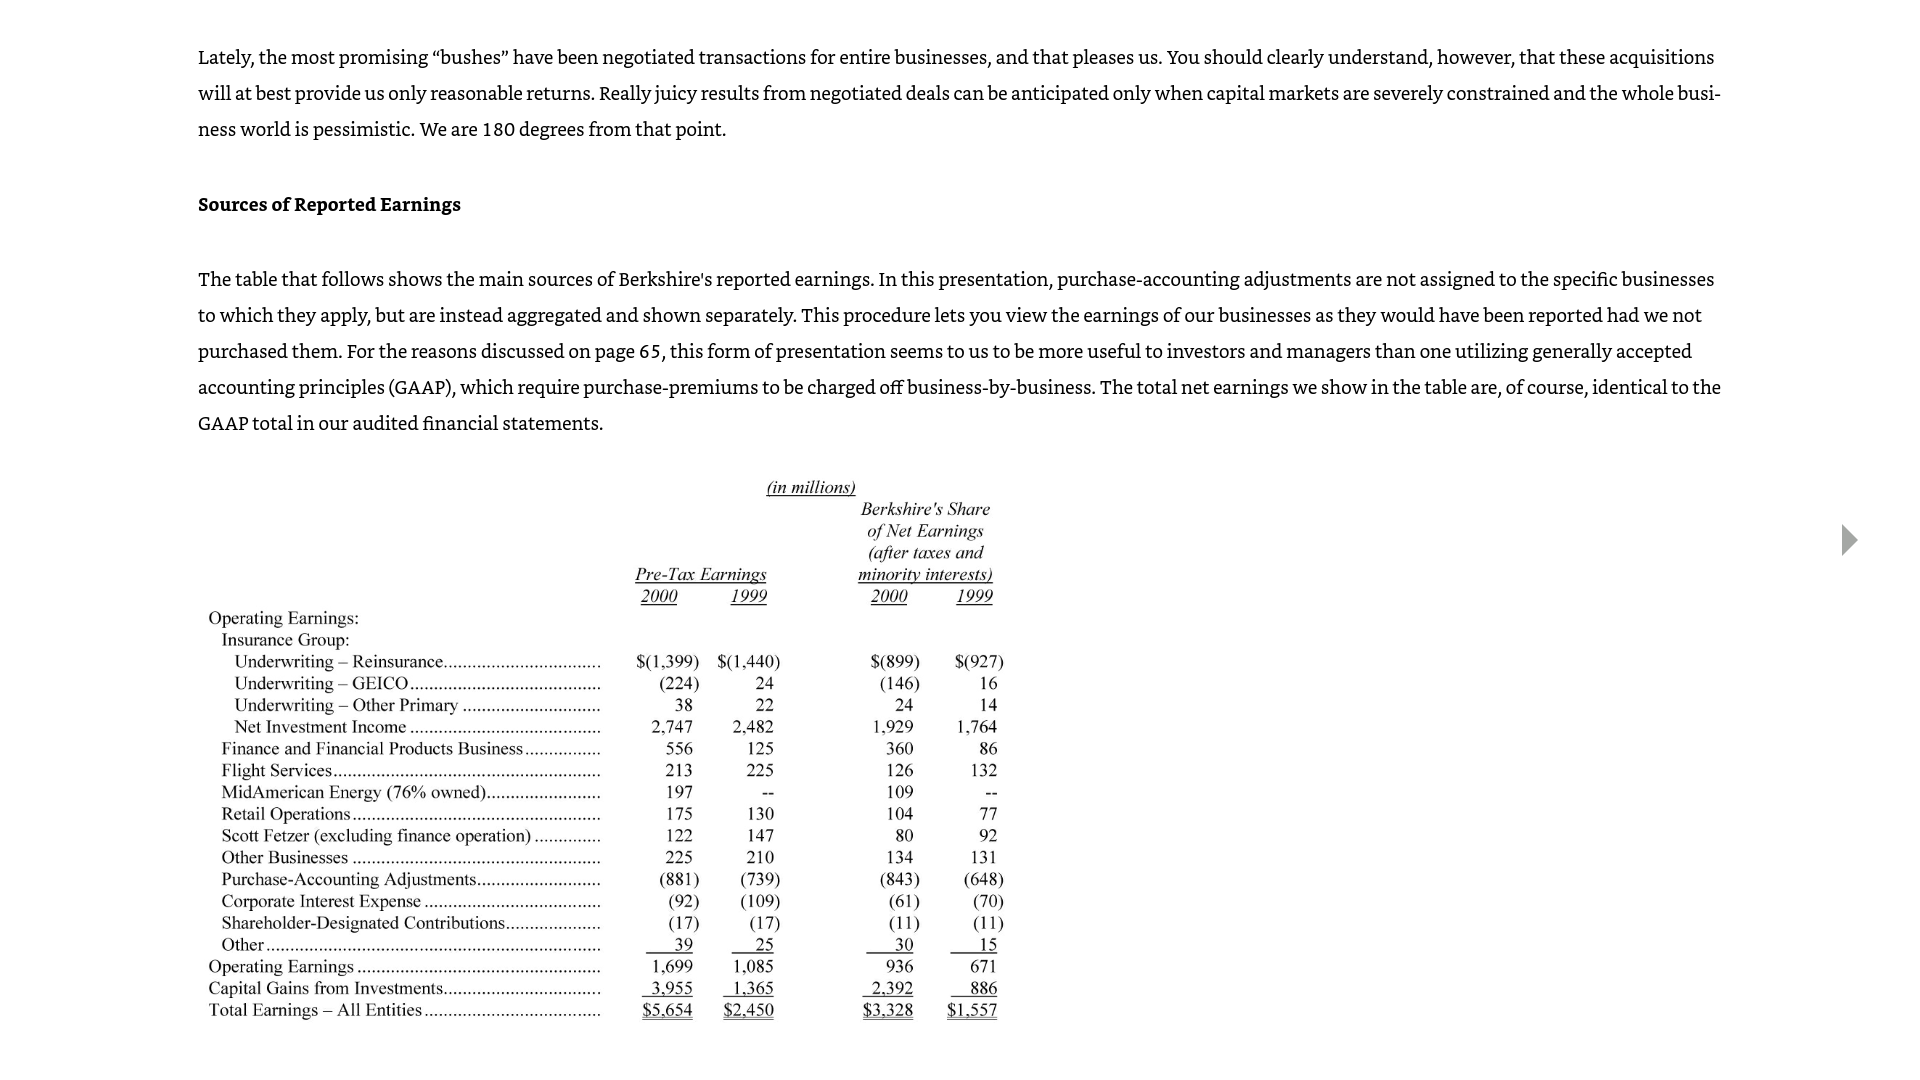 Lately, the most promising “bushes” have been negotiated transactions for entire businesses, and that pleases us. You should clearly understand, however, that these acquisitions
will at best provide us only reasonable returns. Really juicy results from negotiated deals can be anticipated only when capital markets are severely constrained and the whole busi-
ness world is pessimistic. We are 180 degrees from that point.
Sources of Reported Earnings
The table that follows shows the main sources of Berkshire's reported earnings. In this presentation, purchase-accounting adjustments are not assigned to the specific businesses
to which they apply, but are instead aggregated and shown separately. This procedure lets you view the earnings of our businesses as they would have been reported had we not
purchased them. For the reasons discussed on page 65, this form of presentation seems to us to be more useful to investors and managers than one utilizing generally accepted
accounting principles (GAAP), which require purchase-premiums to be charged off business-by-business. The total net earnings we show in the table are, of course, identical to the
GAAP total in our audited financial statements.
(in millions)
Berkshire's Share
of Net Earnings
(after taxes and
Pre-Tax Earnings minority interests)
2000 1999 2000 1999
Operating Earnings:
Insurance Group:
Underwriting – Reinsurance................................. $(1,399) $(1,440) $(899) $(927)
Underwriting – GEICO........................................ (224) 24 (146) 16
Underwriting – Other Primary ............................. 38 22 24 14
Net Investment Income ........................................ 2,747 2,482 1,929 1,764
Finance and Financial Products Business................ 556 125 360 86
Flight Services........................................................ 213 225 126 132
MidAmerican Energy (76% owned)........................ 197 -- 109 --
Retail Operations.................................................... 175 130 104 77
Scott Fetzer (excluding finance operation) .............. 122 147 80 92
Other Businesses .................................................... 225 210 134 131
Purchase-Accounting Adjustments.......................... (881) (739) (843) (648)
Corporate Interest Expense ..................................... (92) (109) (61) (70)
Shareholder-Designated Contributions.................... (17) (17) (11) (11)
Other...................................................................... 39 25 30 15
Operating Earnings ................................................... 1,699 1,085 936 671
Capital Gains from Investments................................. 3,955 1,365 2,392 886
Total Earnings – All Entities..................................... $5,654 $2,450 $3,328 $1,557